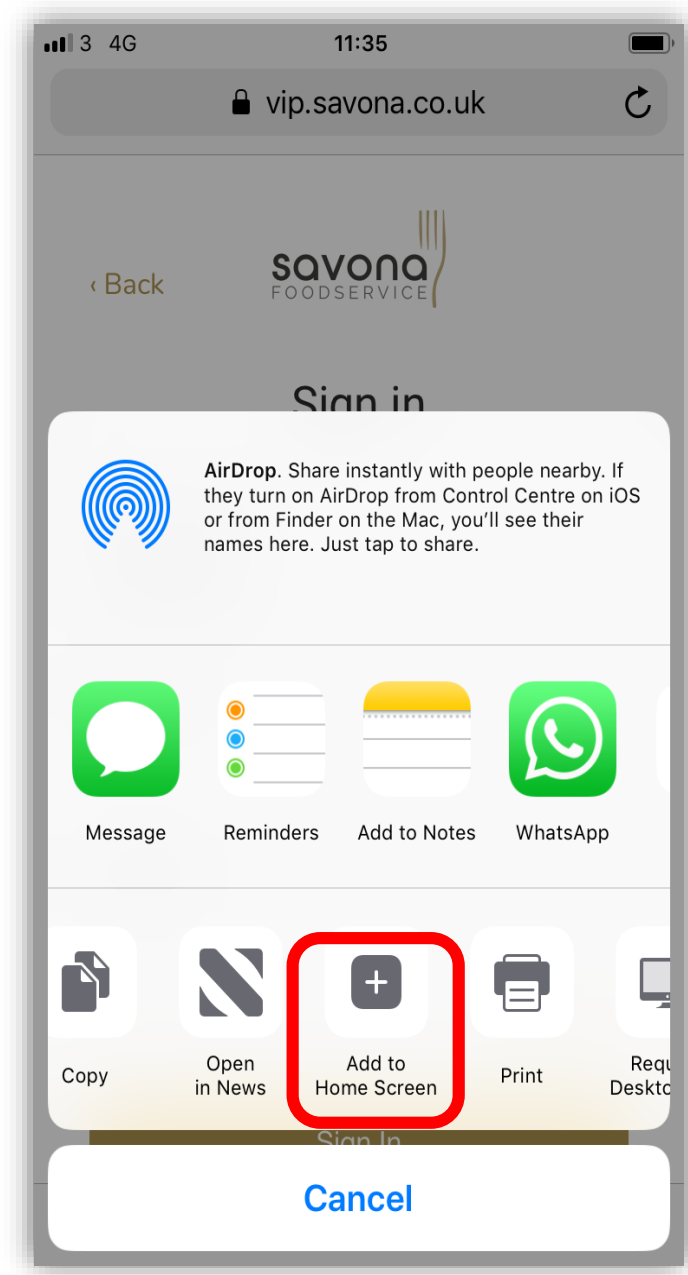 3 4G 11:35
vip.savona.co.uk
‹ Back
savona
FOODSERVICE
Sign in
AirDrop. Share instantly with people nearby. If
they turn on AirDrop from Control Centre on iOS
or from Finder on the Mac, you’ll see their
names here. Just tap to share.
Message Reminders Add to Notes WhatsApp
Copy
Open
in News
Add to
Home Screen
Print
Requ
Deskto
Sign In
Cancel